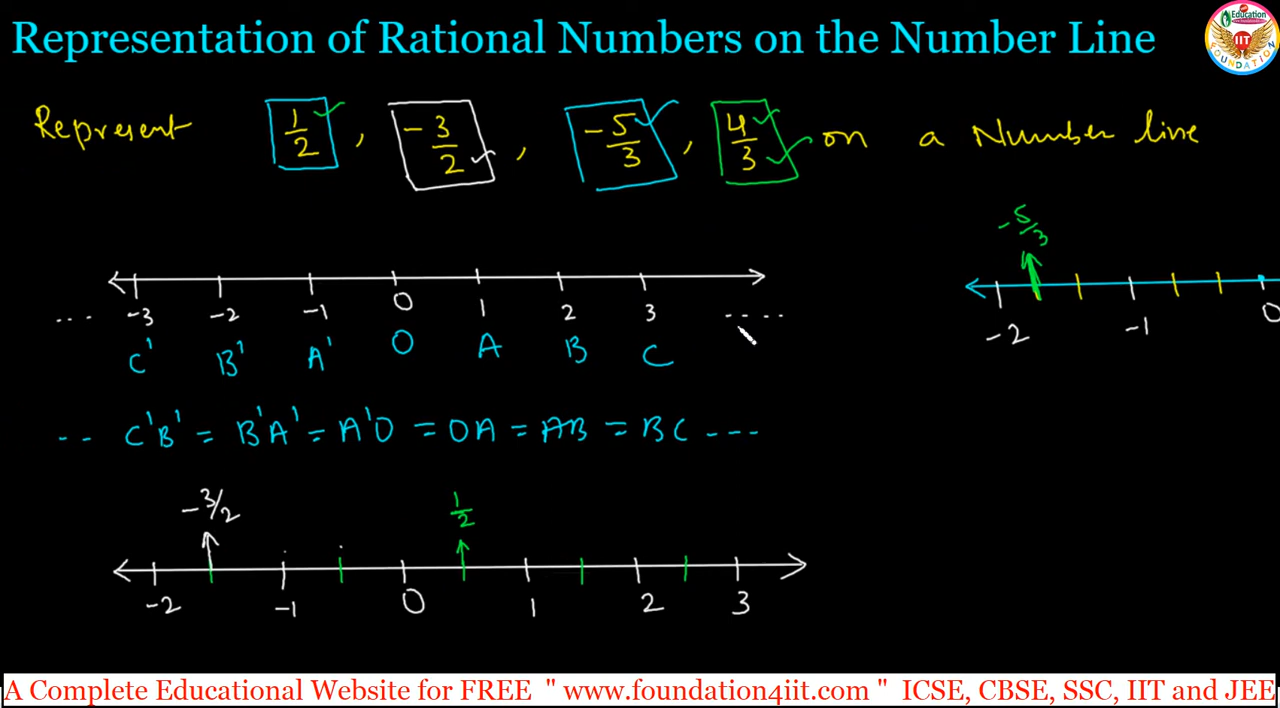 Representation of Rational Numbers on the Number Line
Education
IIT
FOUNDATION
Represent 1/2 , -3/2 , -5/3 , 4/3 on a Number line
-5/3
.... -3 -2 -1 0 1 2 3 .....
-2 -1 0
C' B' A' O A B C
-- C'B' = B'A' = A'O = OA = AB = BC ---
-3/2 1/2
-2 -1 0 1 2 3
A Complete Educational Website for FREE " www.foundation4iit.com " ICSE, CBSE, SSC, IIT and JEE